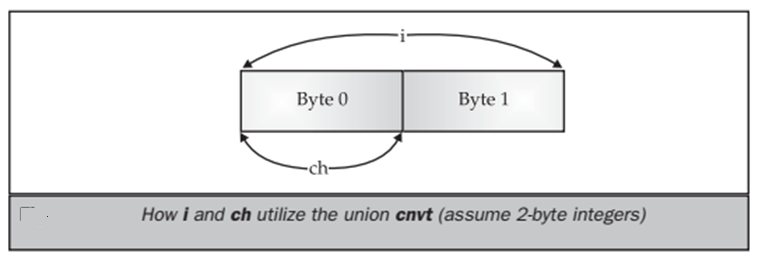 i
Byte 0 Byte 1
ch
How i and ch utilize the union cnvt (assume 2-byte integers)